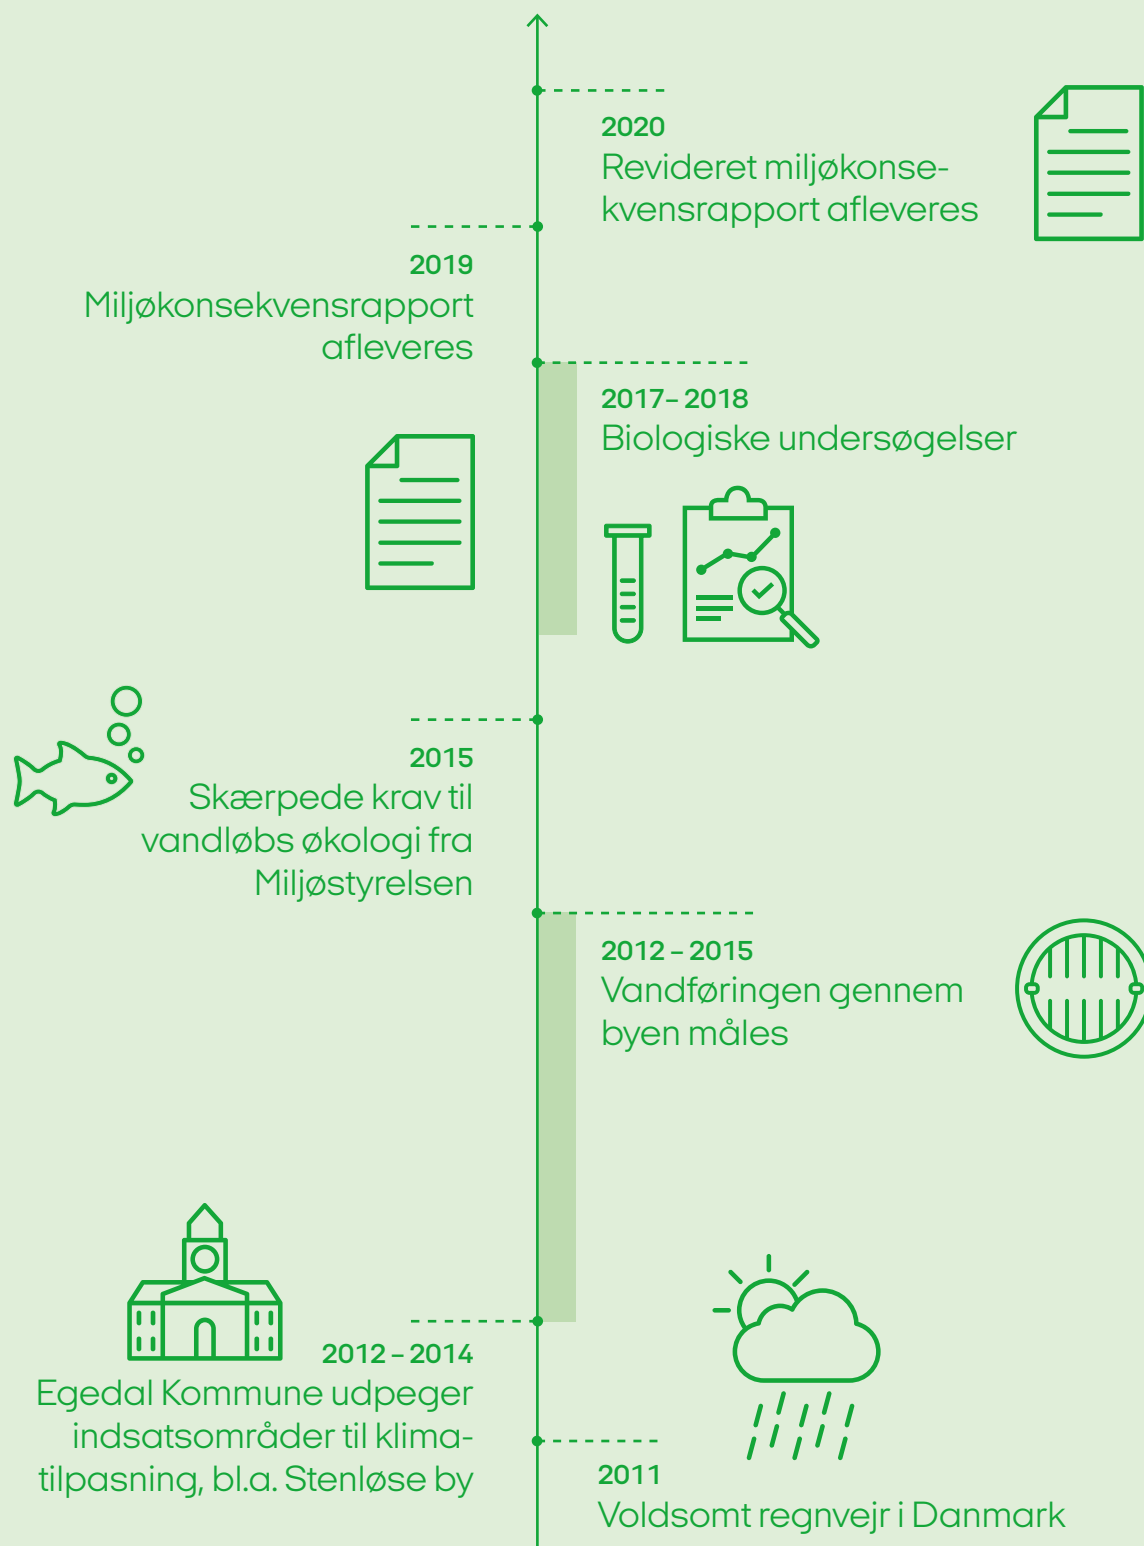 2020
Revideret miljøkonse-
kvensrapport afleveres
2019
Miljøkonsekvensrapport
afleveres
2017– 2018
Biologiske undersøgelser
2015
Skærpede krav til
vandløbs økologi fra
Miljøstyrelsen
2012 – 2015
Vandføringen gennem
byen måles
2012 – 2014
Egedal Kommune udpeger
indsatsområder til klima-
tilpasning, bl.a. Stenløse by
2011
Voldsomt regnvejr i Danmark